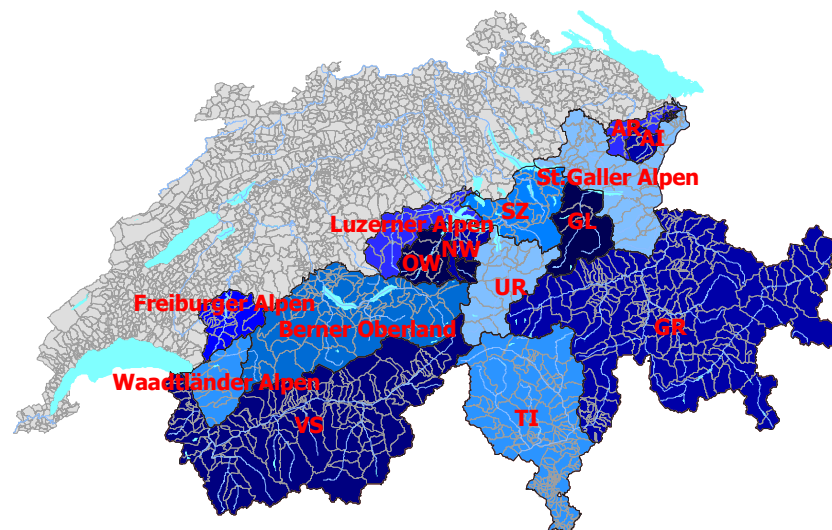 AR
AI
St.Galler Alpen
SZ
GL
Luzerner Alpen
NW
OW
UR
Freiburger Alpen
Berner Oberland
GR
Waadtländer Alpen
TI
VS